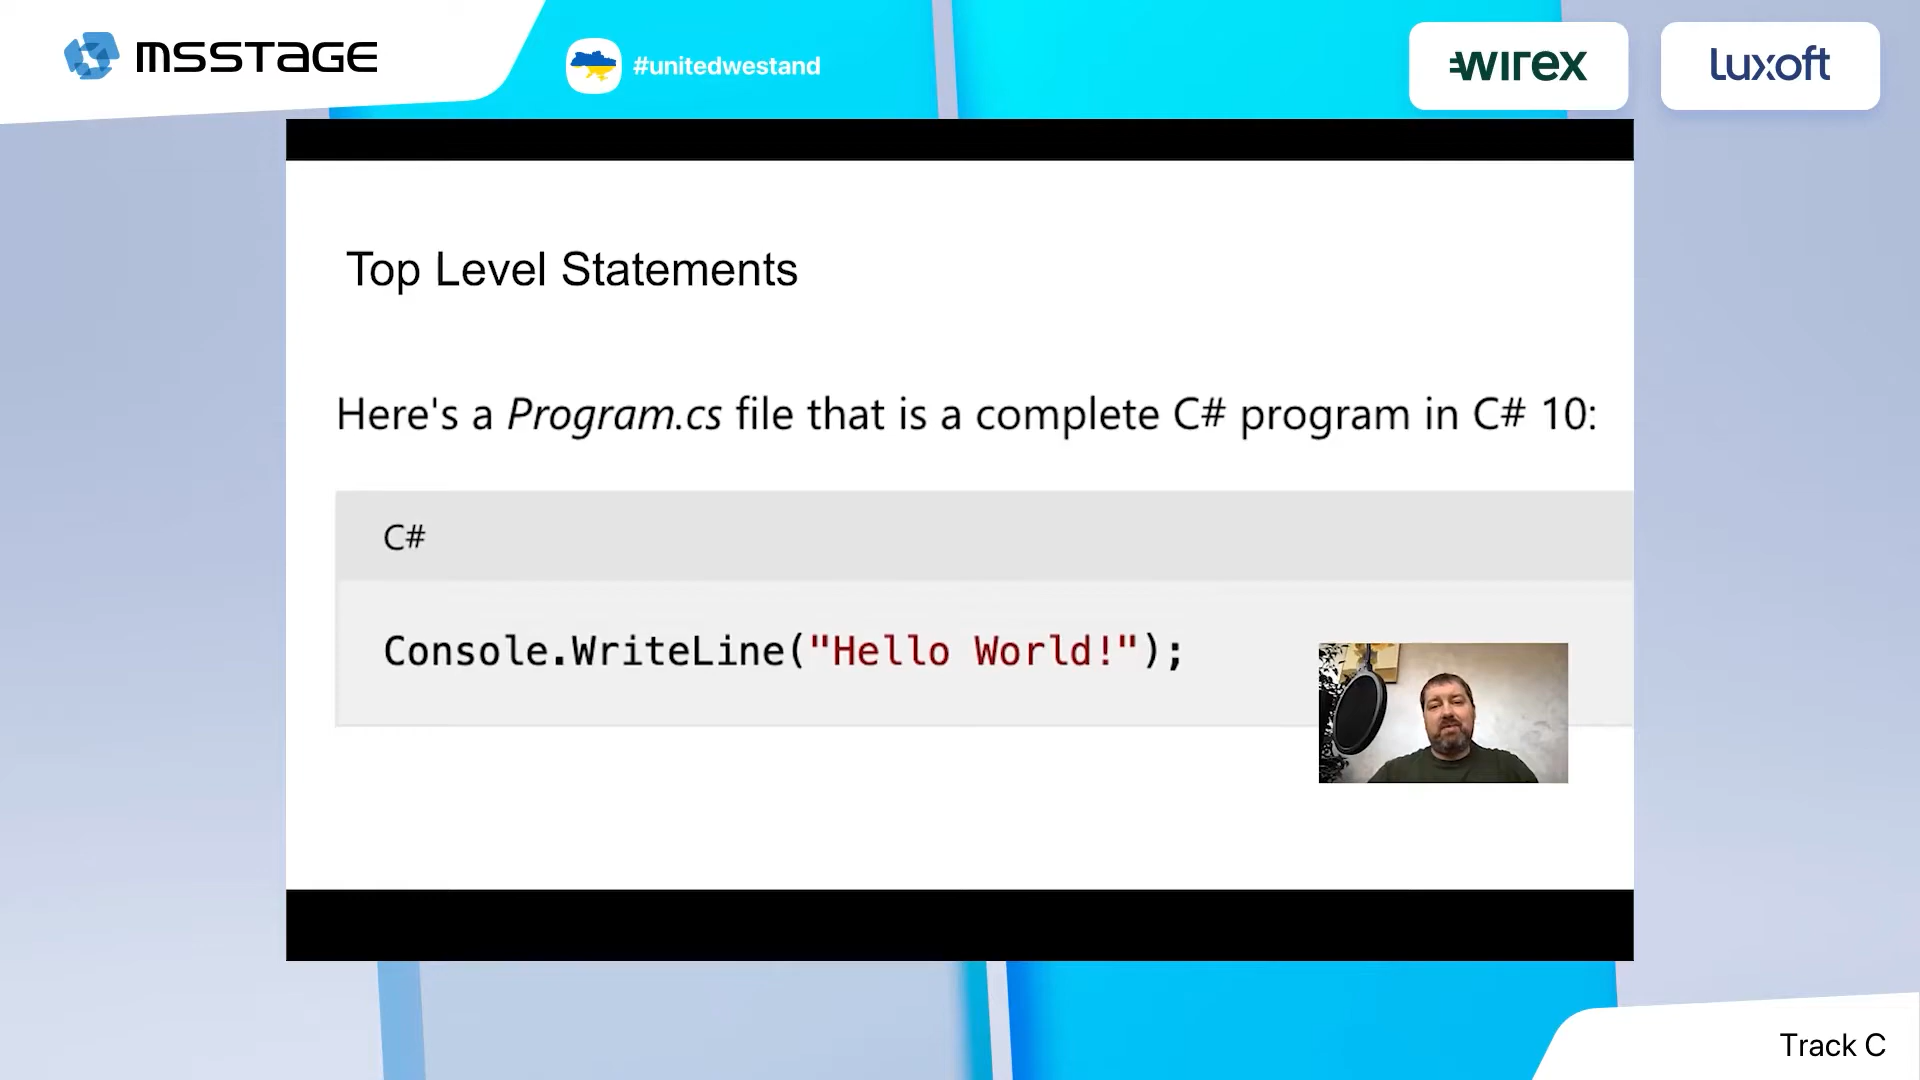 msstage
#unitedwestand
wirex
luxoft
Top Level Statements
Here's a Program.cs file that is a complete C# program in C# 10:
C#
Console.WriteLine("Hello World!");
Track C